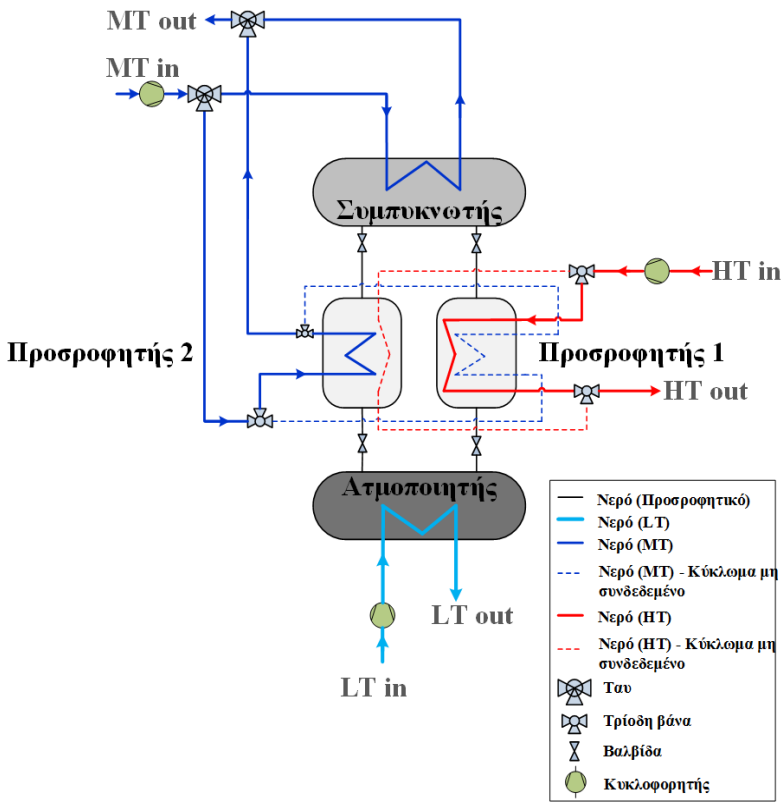 MT out
MT in
Συμπυκνωτής
HT in
Προσροφητής 2
Προσροφητής 1
HT out
Ατμοποιητής
LT out
LT in
Νερό (Προσροφητικό)
Νερό (LT)
Νερό (MT)
Νερό (MT) - Κύκλωμα μη
συνδεδεμένο
Νερό (HT)
Νερό (HT) - Κύκλωμα μη
συνδεδεμένο
Ταυ
Τρίοδη βάνα
Βαλβίδα
Κυκλοφορητής